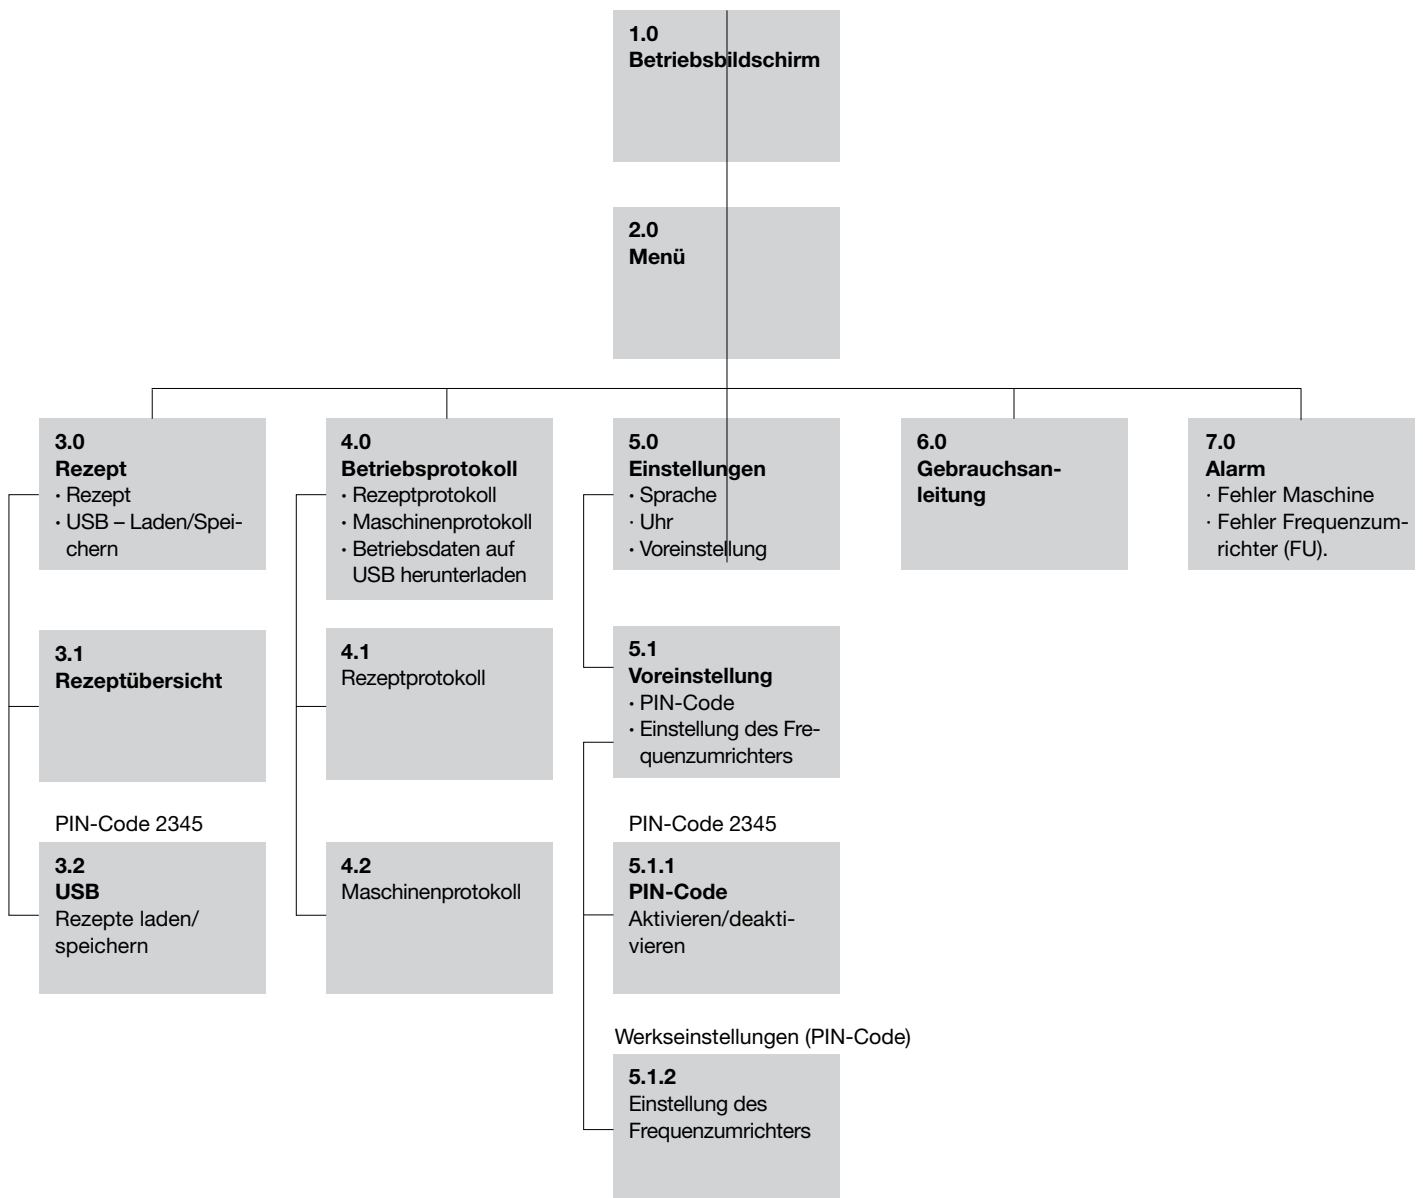 1.0
Betriebsbildschirm
2.0
Menü
3.0
Rezept
· Rezept
· USB – Laden/Spei-
chern
4.0
Betriebsprotokoll
· Rezeptprotokoll
· Maschinenprotokoll
· Betriebsdaten auf
USB herunterladen
5.0
Einstellungen
· Sprache
· Uhr
· Voreinstellung
6.0
Gebrauchsan-
leitung
7.0
Alarm
· Fehler Maschine
· Fehler Frequenzum-
richter (FU).
3.1
Rezeptübersicht
4.1
Rezeptprotokoll
5.1
Voreinstellung
· PIN-Code
· Einstellung des Fre-
quenzumrichters
PIN-Code 2345
3.2
USB
Rezepte laden/
speichern
4.2
Maschinenprotokoll
PIN-Code 2345
5.1.1
PIN-Code
Aktivieren/deakti-
vieren
Werkseinstellungen (PIN-Code)
5.1.2
Einstellung des
Frequenzumrichters